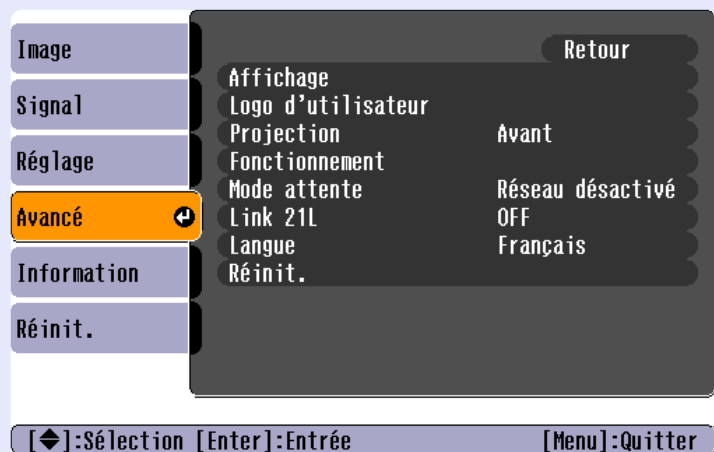 Image
Signal
Réglage
Avancé
Information
Réinit.
Retour
Affichage
Logo d'utilisateur
Projection Avant
Fonctionnement
Mode attente Réseau désactivé
Link 21L OFF
Langue Français
Réinit.
[◆]:Sélection [Enter]:Entrée [Menu]:Quitter